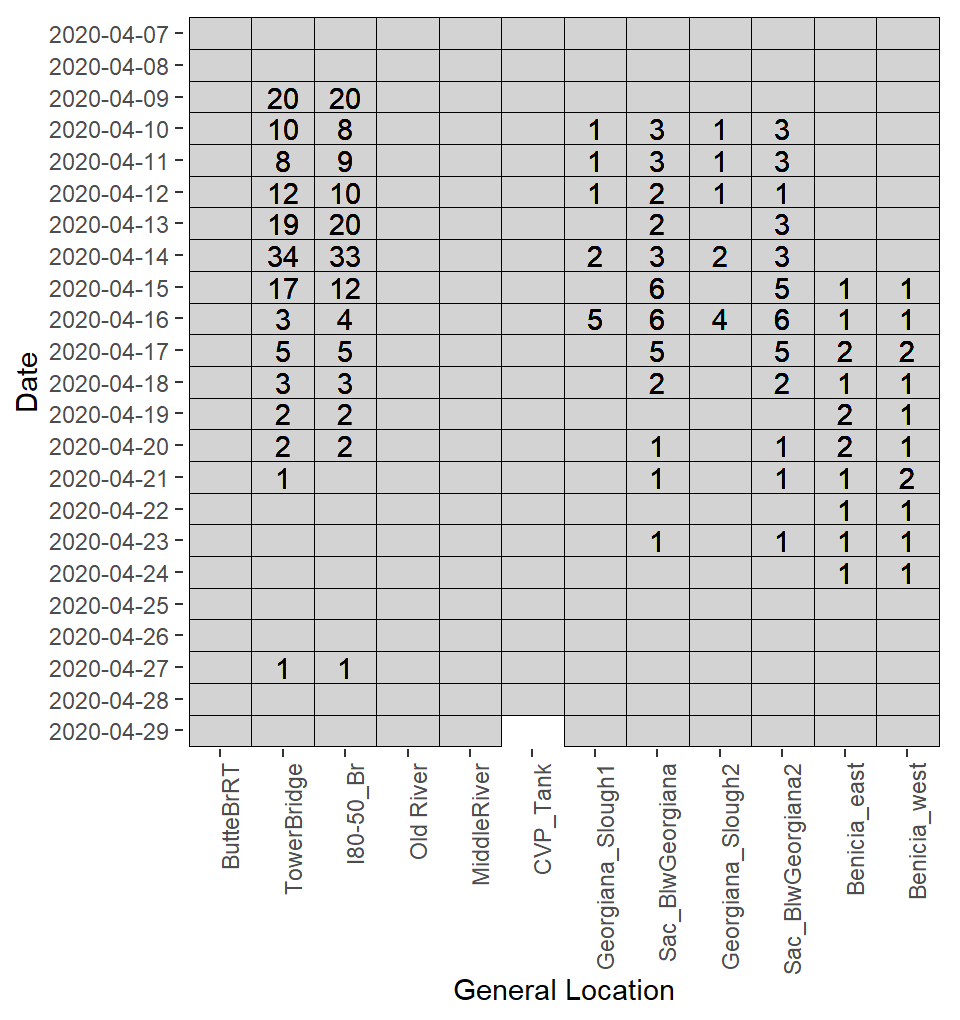 2020-04-07
2020-04-08
2020-04-09 20 20
2020-04-10 10 8 1 3 1 3
2020-04-11 8 9 1 3 1 3
2020-04-12 12 10 1 2 1 1
2020-04-13 19 20 2 3
2020-04-14 34 33 2 3 2 3
2020-04-15 17 12 6 5 1 1
2020-04-16 3 4 5 6 4 6 1 1
2020-04-17 5 5 5 5 2 2
2020-04-18 3 3 2 2 1 1
2020-04-19 2 2 2 1
2020-04-20 2 2 1 1 2 1
2020-04-21 1 1 1 1 2
2020-04-22 1 1
2020-04-23 1 1 1 1
2020-04-24 1 1
2020-04-25
2020-04-26
2020-04-27 1 1
2020-04-28
2020-04-29
Date
ButteBrRT
TowerBridge
I80-50_Br
Old River
MiddleRiver
CVP_Tank
Georgiana_Slough1
Sac_BlwGeorgiana
Georgiana_Slough2
Sac_BlwGeorgiana2
Benicia_east
Benicia_west
General Location